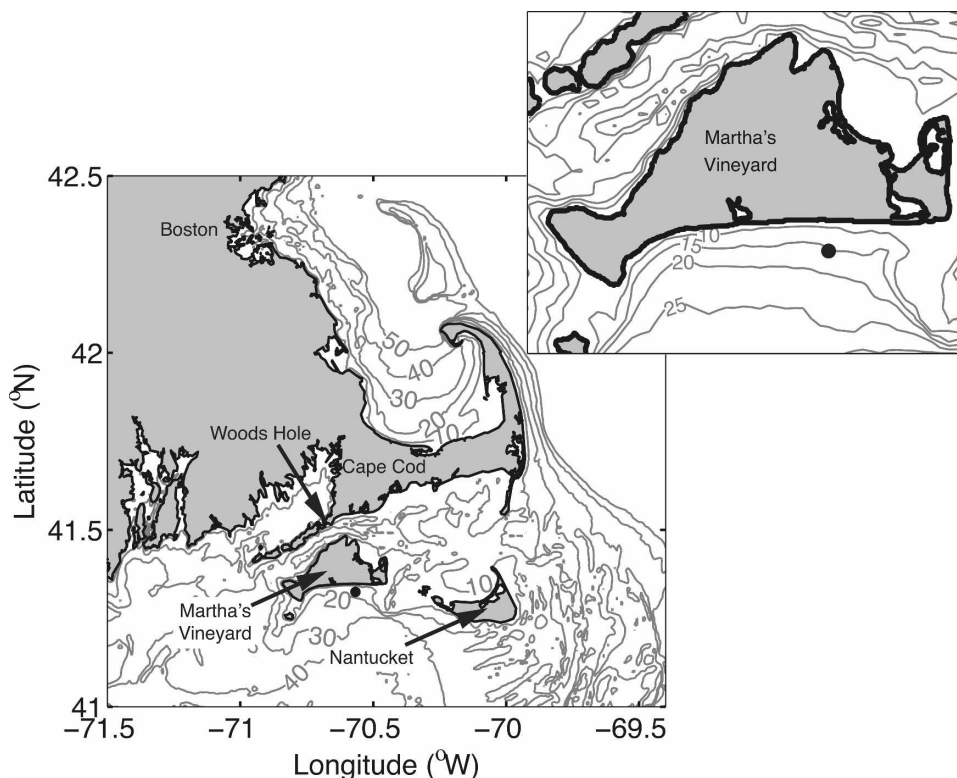 Martha's
Vineyard
10
15
20
25
42.5
Boston
50
40
30
20
10
42
Woods Hole
Cape Cod
41.5
10
20
Martha's
Vineyard
30
Nantucket
40
41
−71.5
−71
−70.5
−70
−69.5
Latitude (°N)
Longitude (°W)